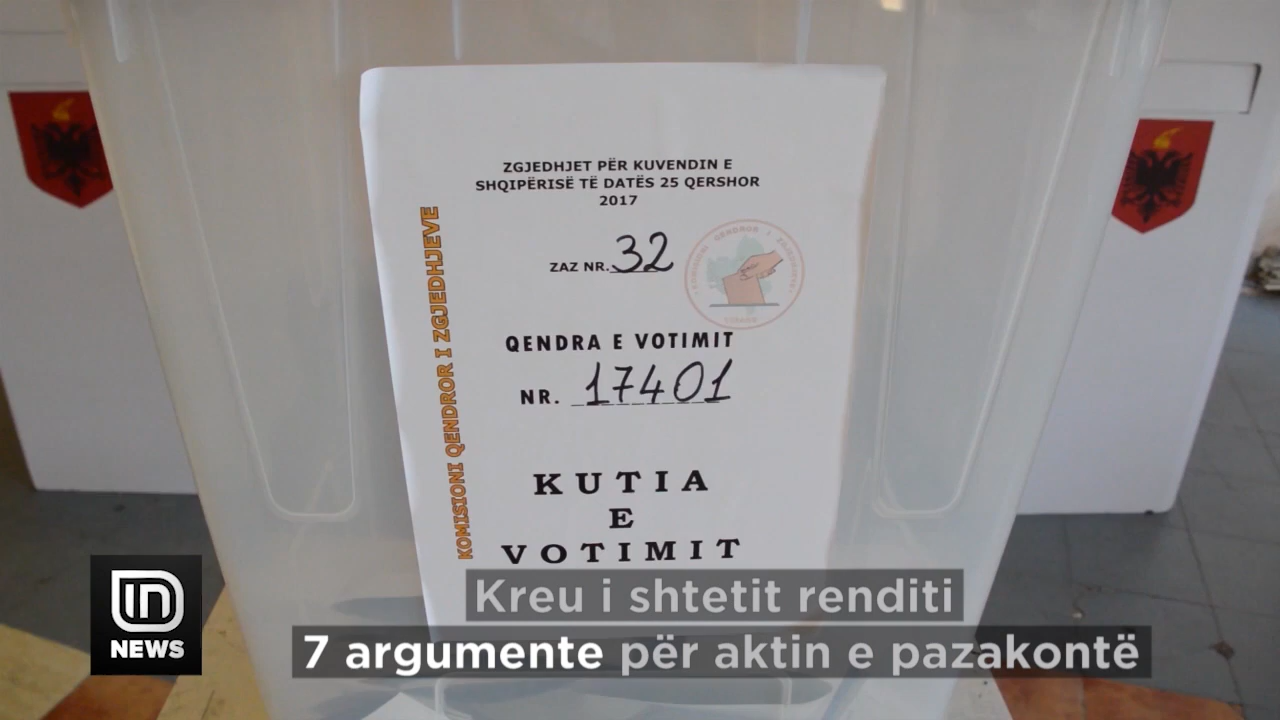 ZGJEDHJET PËR KUVENDIN E
SHQIPËRISË TË DATËS 25 QERSHOR
2017
ZAZ NR. 32
KOMISIONI QENDROR I ZGJEDHJEVE
QENDRA E VOTIMIT
NR. 17401
KUTIA
E
VOTIMIT
IN
NEWS
Kreu i shtetit renditi
7 argumente për aktin e pazakontë